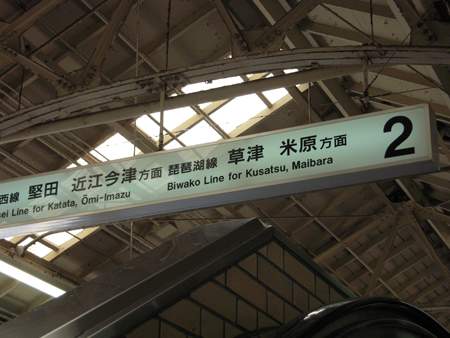 西線 堅田 近江今津方面 琵琶湖線 草津 米原方面 2
sei Line for Katata, Ōmi-Imazu Biwako Line for Kusatsu, Maibara